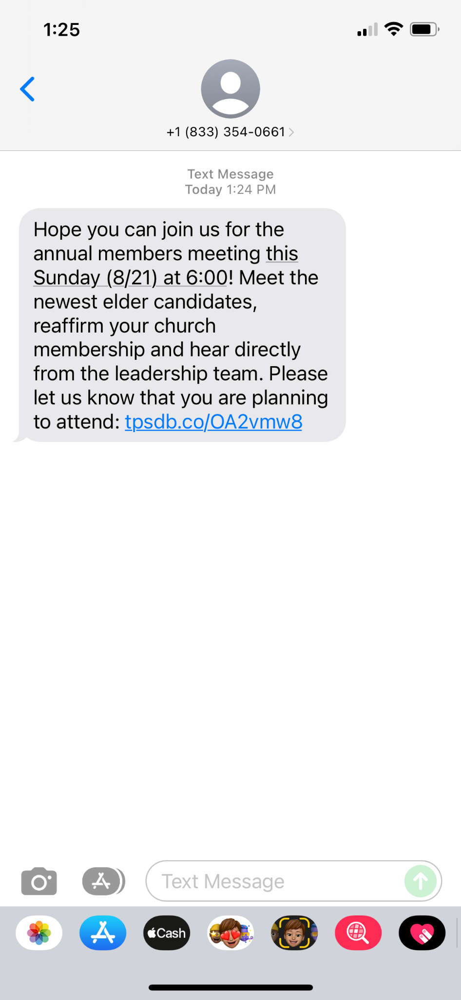 1:25
+1 (833) 354-0661
Text Message
Today 1:24 PM
Hope you can join us for the
annual members meeting this
Sunday (8/21) at 6:00! Meet the
newest elder candidates,
reaffirm your church
membership and hear directly
from the leadership team. Please
let us know that you are planning
to attend: tpsdb.co/OA2vmw8
Text Message
Cash